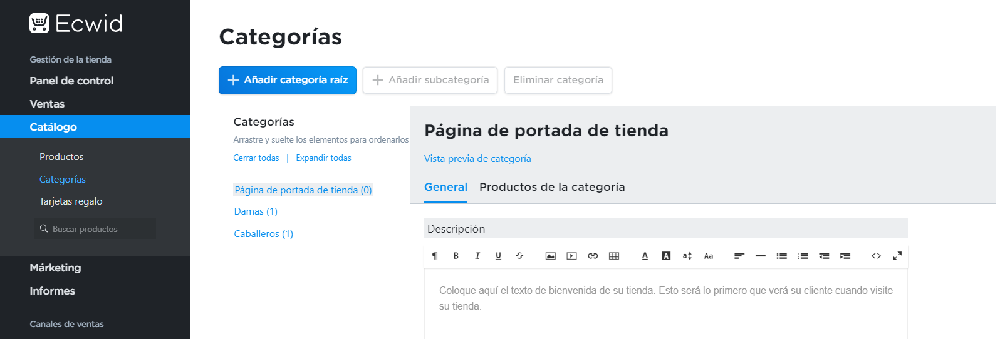 Ecwid
Gestión de la tienda
Panel de control
Ventas
Catálogo
Productos
Categorías
Tarjetas regalo
Buscar productos
Márketing
Informes
Canales de ventas
Categorías
Añadir categoría raíz
Añadir subcategoría
Eliminar categoría
Categorías
Arrastre y suelte los elementos para ordenarlos
Cerrar todas | Expandir todas
Página de portada de tienda (0)
Damas (1)
Caballeros (1)
Página de portada de tienda
Vista previa de categoría
General Productos de la categoría
Descripción
¶ B I U S A A a Aa <>
Coloque aquí el texto de bienvenida de su tienda. Esto será lo primero que verá su cliente cuando visite
su tienda.